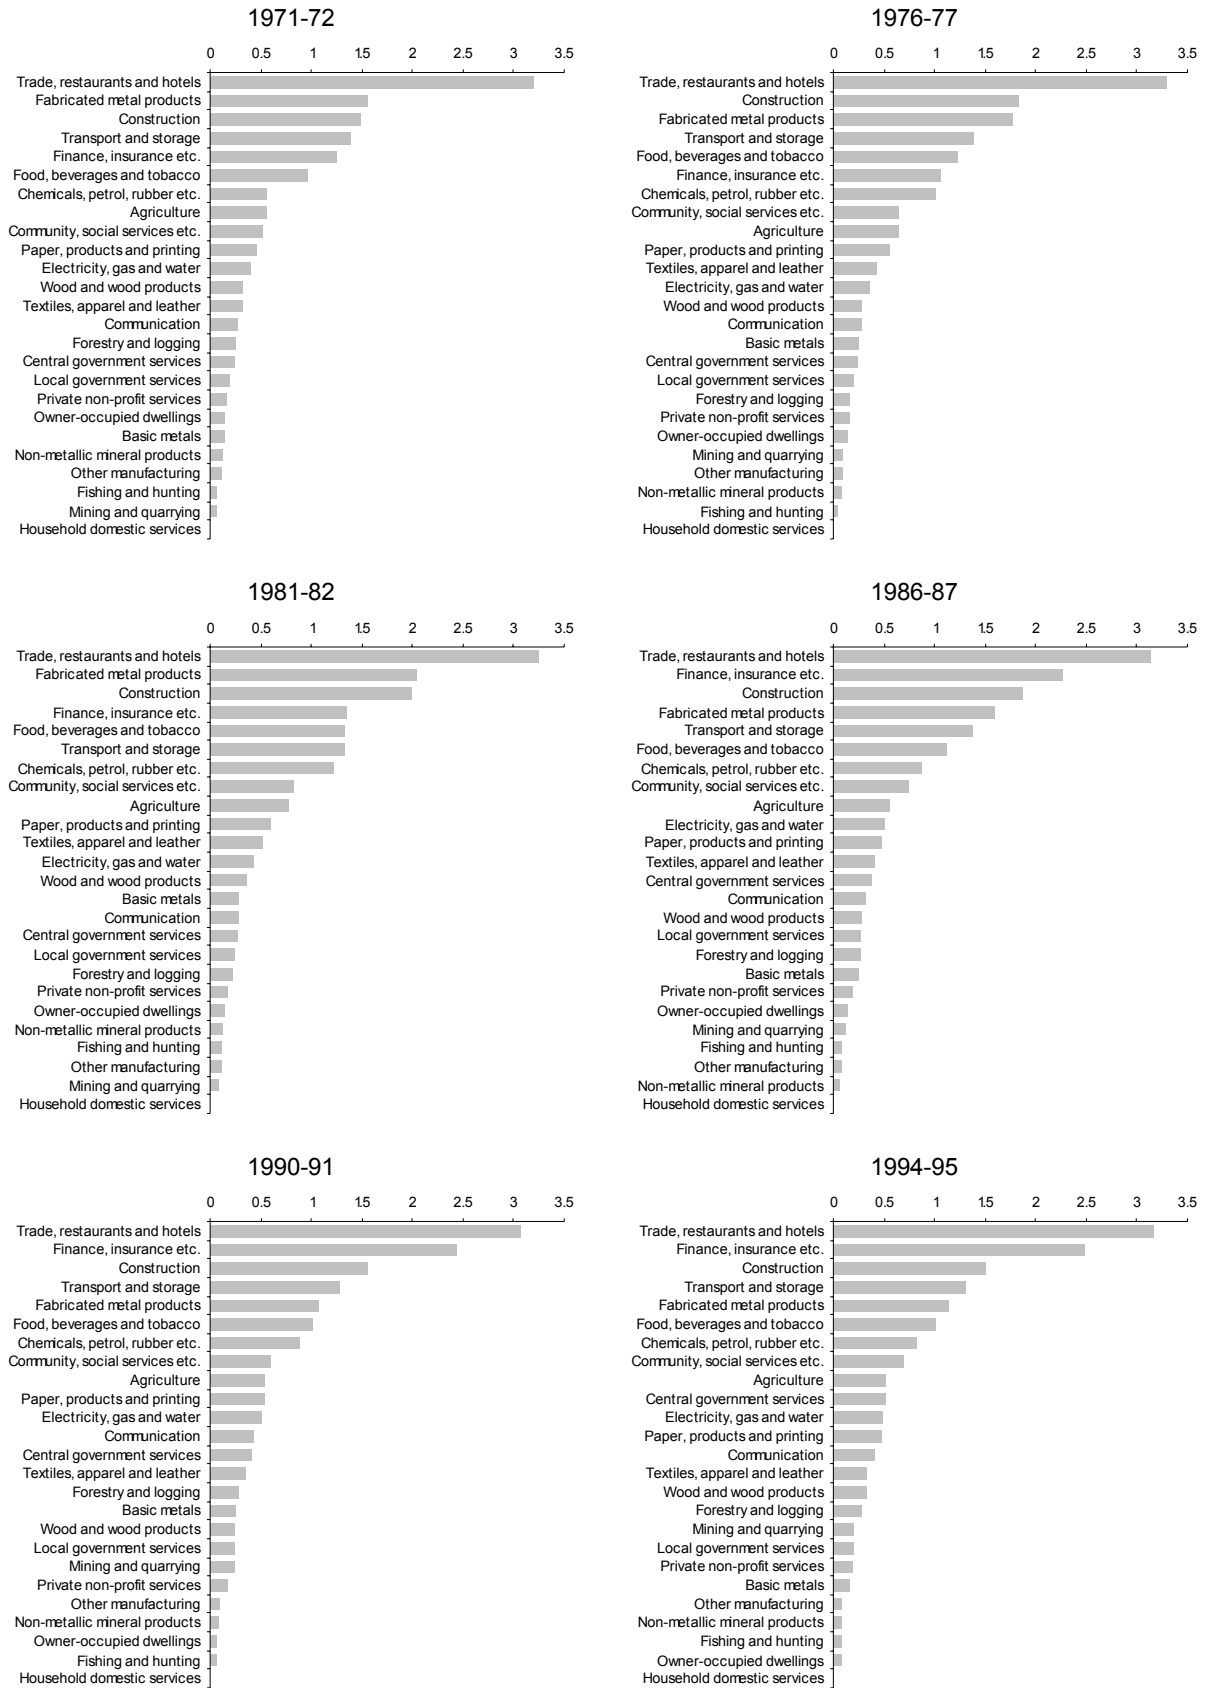 1971-72
0 0.5 1 1.5 2 2.5 3 3.5
Trade, restaurants and hotels
Fabricated metal products
Construction
Transport and storage
Finance, insurance etc.
Food, beverages and tobacco
Chemicals, petrol, rubber etc.
Agriculture
Community, social services etc.
Paper, products and printing
Electricity, gas and water
Wood and wood products
Textiles, apparel and leather
Communication
Forestry and logging
Central government services
Local government services
Private non-profit services
Owner-occupied dwellings
Basic metals
Non-metallic mineral products
Other manufacturing
Fishing and hunting
Mining and quarrying
Household domestic services
1976-77
0 0.5 1 1.5 2 2.5 3 3.5
Trade, restaurants and hotels
Construction
Fabricated metal products
Transport and storage
Food, beverages and tobacco
Finance, insurance etc.
Chemicals, petrol, rubber etc.
Community, social services etc.
Agriculture
Paper, products and printing
Textiles, apparel and leather
Electricity, gas and water
Wood and wood products
Communication
Basic metals
Central government services
Local government services
Forestry and logging
Private non-profit services
Owner-occupied dwellings
Mining and quarrying
Other manufacturing
Non-metallic mineral products
Fishing and hunting
Household domestic services
1981-82
0 0.5 1 1.5 2 2.5 3 3.5
Trade, restaurants and hotels
Fabricated metal products
Construction
Finance, insurance etc.
Food, beverages and tobacco
Transport and storage
Chemicals, petrol, rubber etc.
Community, social services etc.
Agriculture
Paper, products and printing
Textiles, apparel and leather
Electricity, gas and water
Wood and wood products
Basic metals
Communication
Central government services
Local government services
Forestry and logging
Private non-profit services
Owner-occupied dwellings
Non-metallic mineral products
Fishing and hunting
Other manufacturing
Mining and quarrying
Household domestic services
1986-87
0 0.5 1 1.5 2 2.5 3 3.5
Trade, restaurants and hotels
Finance, insurance etc.
Construction
Fabricated metal products
Transport and storage
Food, beverages and tobacco
Chemicals, petrol, rubber etc.
Community, social services etc.
Agriculture
Electricity, gas and water
Paper, products and printing
Textiles, apparel and leather
Central government services
Communication
Wood and wood products
Local government services
Forestry and logging
Basic metals
Private non-profit services
Owner-occupied dwellings
Mining and quarrying
Fishing and hunting
Other manufacturing
Non-metallic mineral products
Household domestic services
1990-91
0 0.5 1 1.5 2 2.5 3 3.5
Trade, restaurants and hotels
Finance, insurance etc.
Construction
Transport and storage
Fabricated metal products
Food, beverages and tobacco
Chemicals, petrol, rubber etc.
Community, social services etc.
Agriculture
Paper, products and printing
Electricity, gas and water
Communication
Central government services
Textiles, apparel and leather
Forestry and logging
Basic metals
Wood and wood products
Local government services
Mining and quarrying
Private non-profit services
Other manufacturing
Non-metallic mineral products
Owner-occupied dwellings
Fishing and hunting
Household domestic services
1994-95
0 0.5 1 1.5 2 2.5 3 3.5
Trade, restaurants and hotels
Finance, insurance etc.
Construction
Transport and storage
Fabricated metal products
Food, beverages and tobacco
Chemicals, petrol, rubber etc.
Community, social services etc.
Agriculture
Central government services
Electricity, gas and water
Paper, products and printing
Communication
Textiles, apparel and leather
Wood and wood products
Forestry and logging
Mining and quarrying
Local government services
Private non-profit services
Basic metals
Other manufacturing
Non-metallic mineral products
Fishing and hunting
Owner-occupied dwellings
Household domestic services